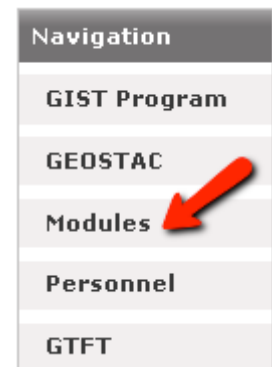 Navigation
GIST Program
GEOSTAC
Modules
Personnel
GTFT